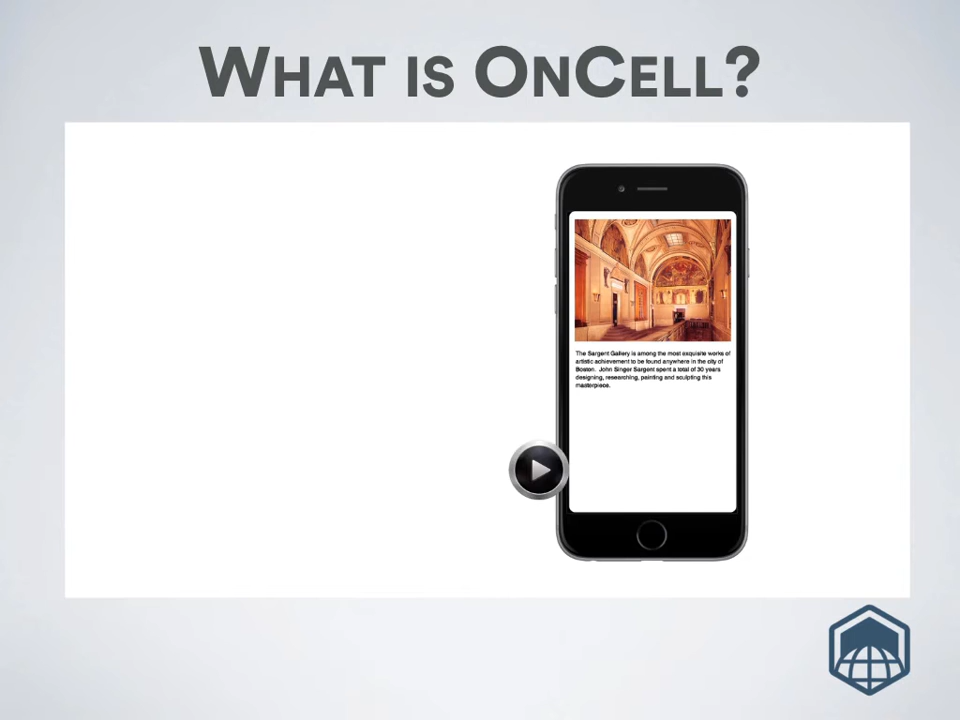 WHAT IS ONCELL?
The Sargent Gallery is among the most exquisite works of
artistic achievement to be found anywhere in the city of
Boston. John Singer Sargent spent a total of 30 years
designing, researching, painting and sculpting this
masterpiece.